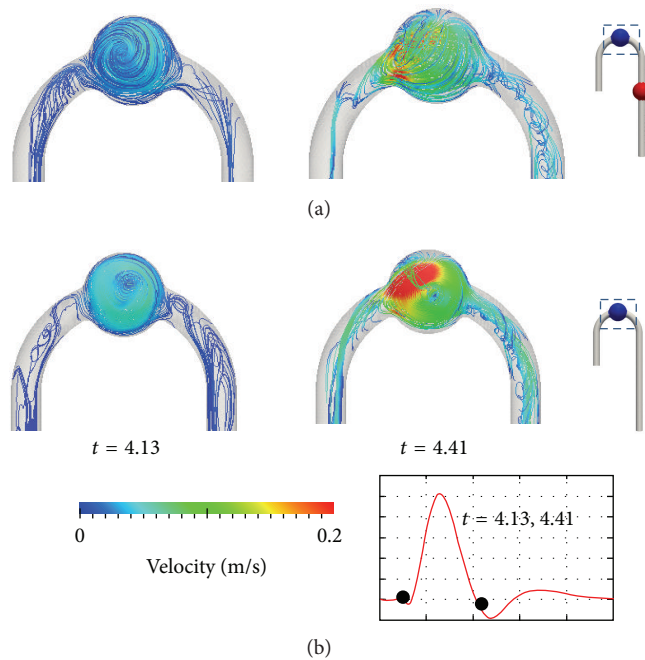 (a)
t = 4.13
t = 4.41
0
0.2
Velocity (m/s)
t = 4.13, 4.41
(b)